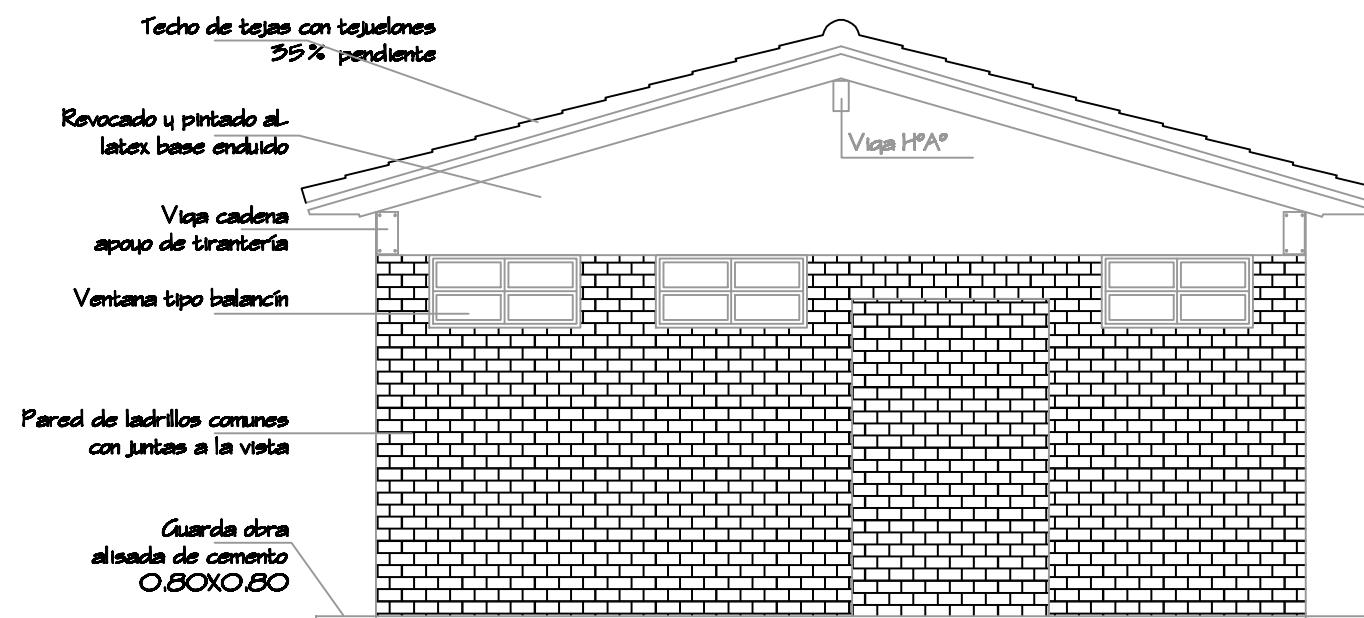 Techo de tejas con tejuelones
35% pendiente
Revocado y pintado al
latex base enduido
Viga HºAº
Viga cadena
apoyo de tirantería
Ventana tipo balancín
Pared de ladrillos comunes
con juntas a la vista
Guarda obra
alisada de cemento
0,80X0,80